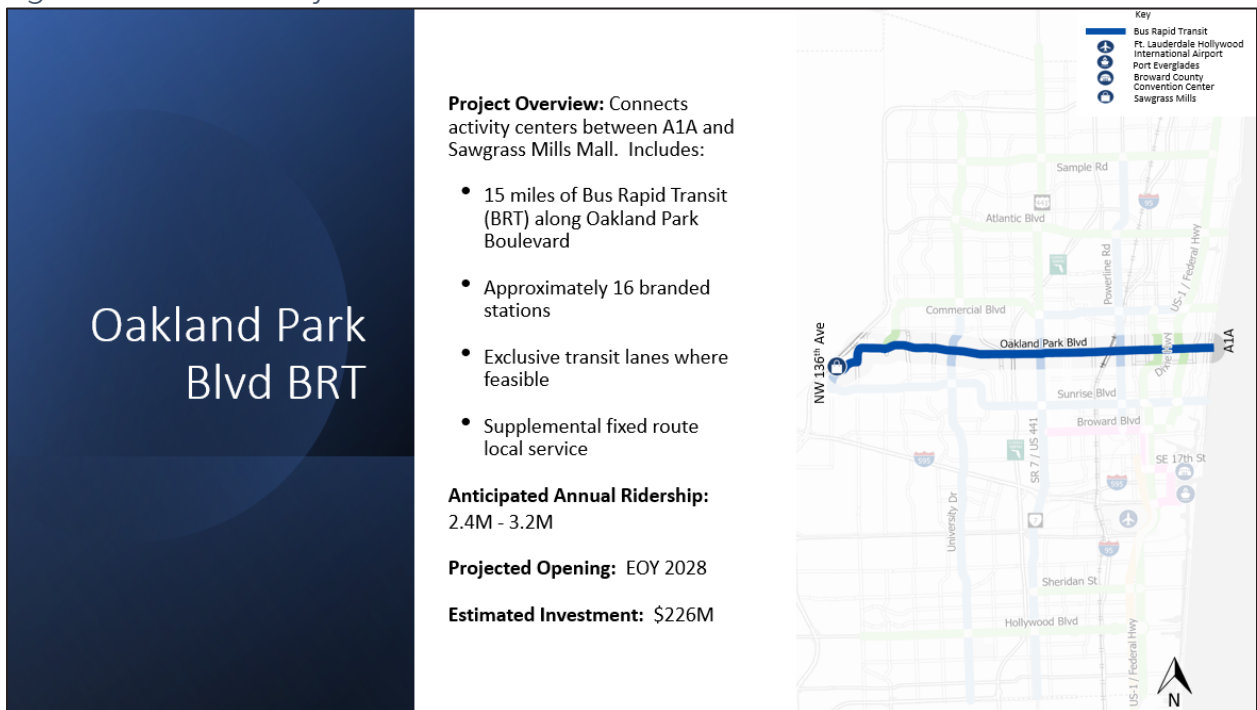 Oakland Park
Blvd BRT
Project Overview: Connects
activity centers between A1A and
Sawgrass Mills Mall.  Includes:
• 15 miles of Bus Rapid Transit
(BRT) along Oakland Park
Boulevard
• Approximately 16 branded
stations
• Exclusive transit lanes where
feasible
• Supplemental fixed route
local service
Anticipated Annual Ridership:
2.4M - 3.2M
Projected Opening:  EOY 2028
Estimated Investment:  $226M
Key
Bus Rapid Transit
Ft. Lauderdale Hollywood
International Airport
Port Everglades
Broward County
Convention Center
Sawgrass Mills
Sample Rd
441
95
Atlantic Blvd
Powerline Rd
US-1 / Federal Hwy
Commercial Blvd
NW 136th Ave
Oakland Park Blvd
Dixie Hwy
A1A
Sunrise Blvd
Broward Blvd
SR 7 / US 441
595
SE 17th St
595
University Dr
7
95
Sheridan St
Hollywood Blvd
US-1 / Federal Hwy
N